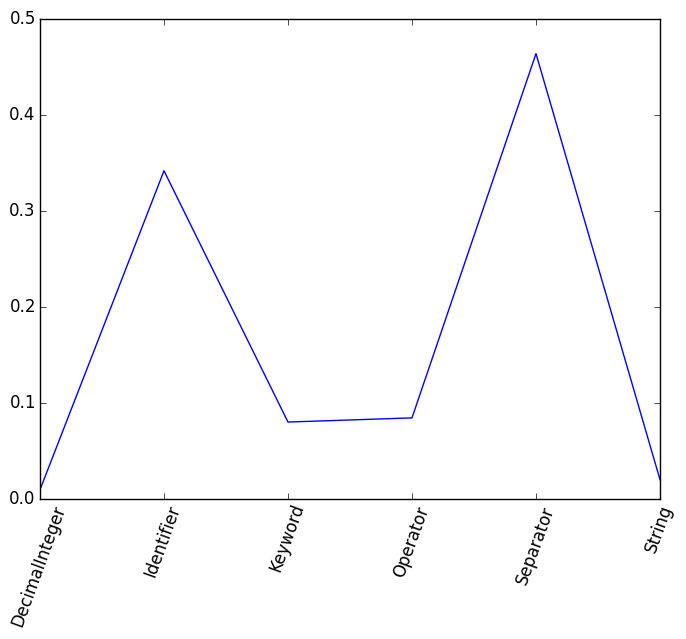 0.5
0.4
0.3
0.2
0.1
0.0
DecimalInteger
Identifier
Keyword
Operator
Separator
String